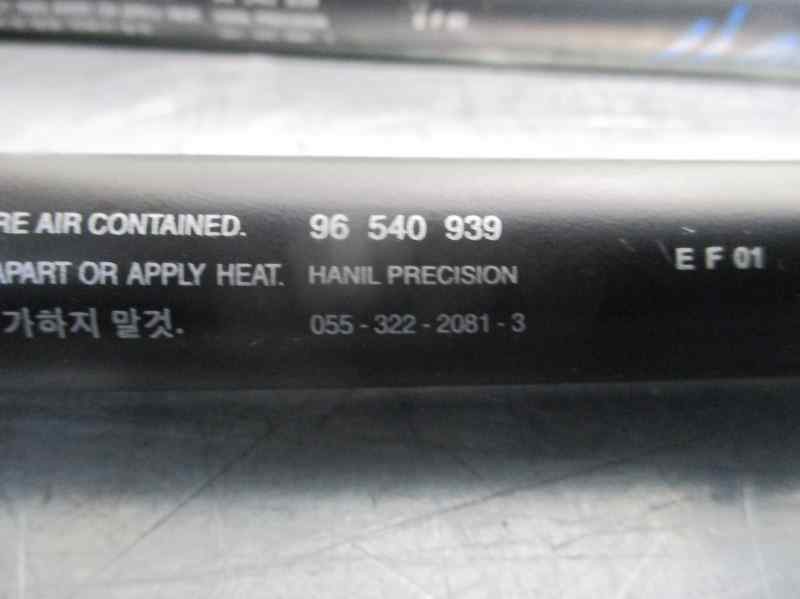 RE AIR CONTAINED. 96 540 939
APART OR APPLY HEAT. HANIL PRECISION E F 01
가하지 말것. 055 - 322 - 2081 - 3